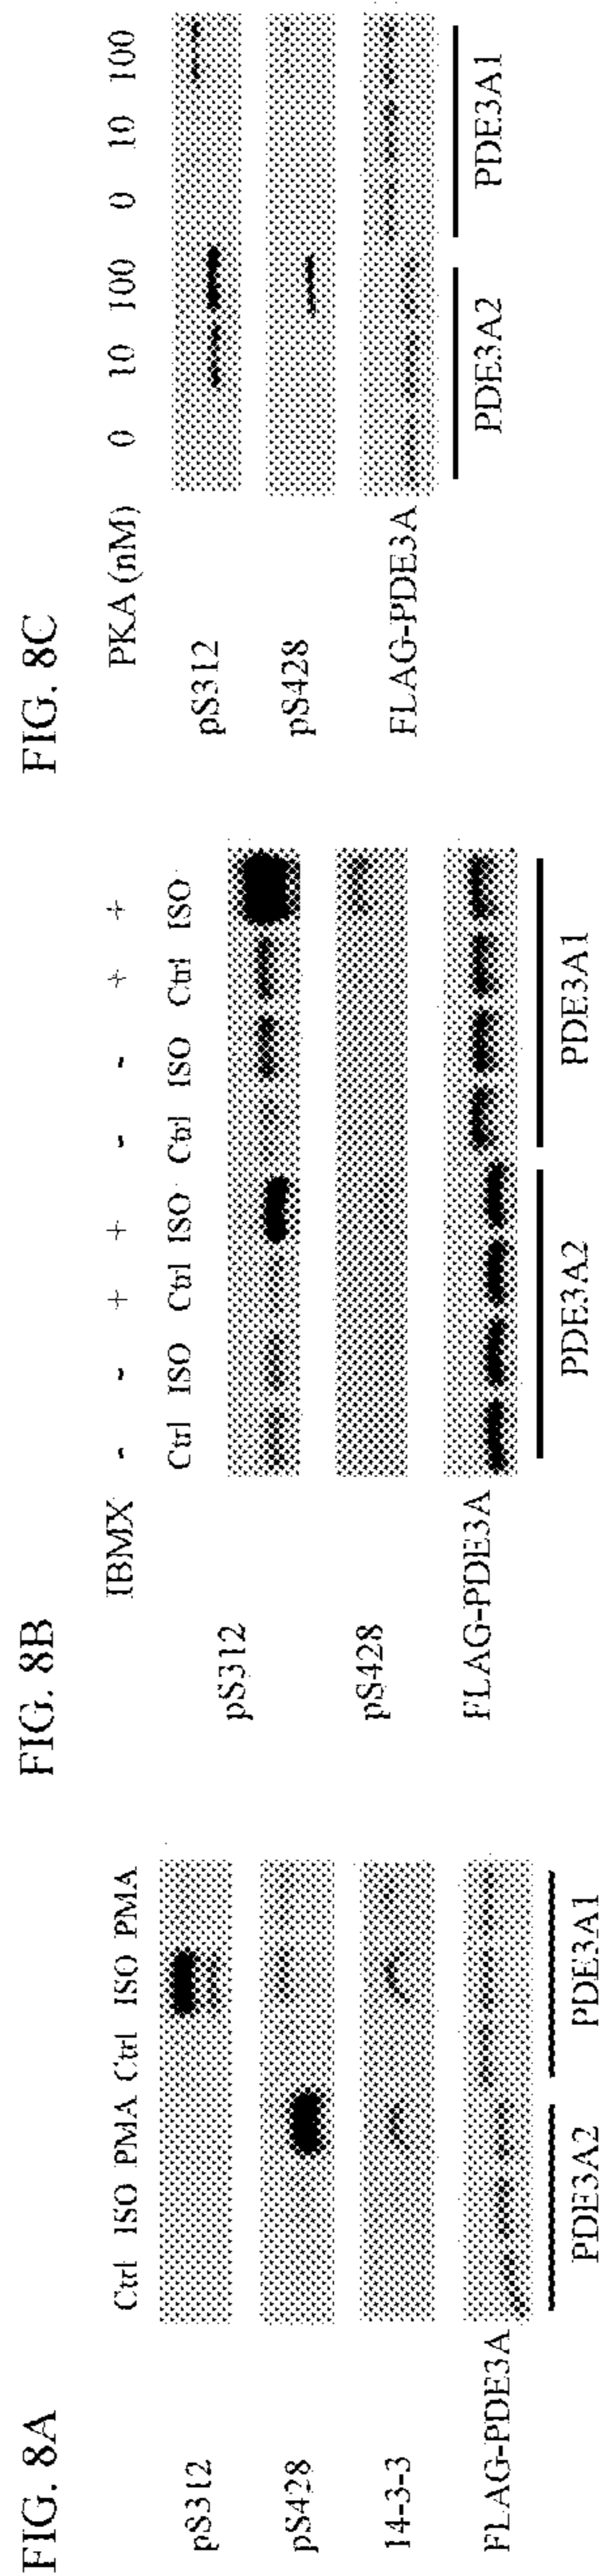 FIG. 8A
Ctrl ISO PMA Ctrl ISO PMA
pS312
pS428
14-3-3
FLAG-PDE3A
PDE3A2 PDE3A1
FIG. 8B
IBMX - - + + - - + +
Ctrl ISO Ctrl ISO Ctrl ISO Ctrl ISO
pS312
pS428
FLAG-PDE3A
PDE3A2 PDE3A1
FIG. 8C
PKA (nM) 0 10 100 0 10 100
pS312
pS428
FLAG-PDE3A
PDE3A2 PDE3A1